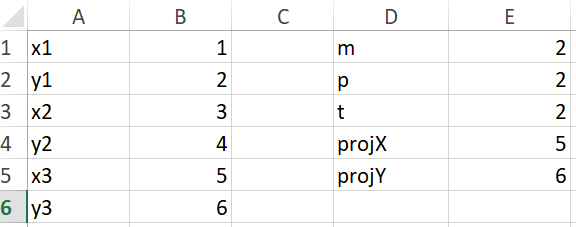 A B C D E
1 x1 1 m 2
2 y1 2 p 2
3 x2 3 t 2
4 y2 4 projX 5
5 x3 5 projY 6
6 y3 6